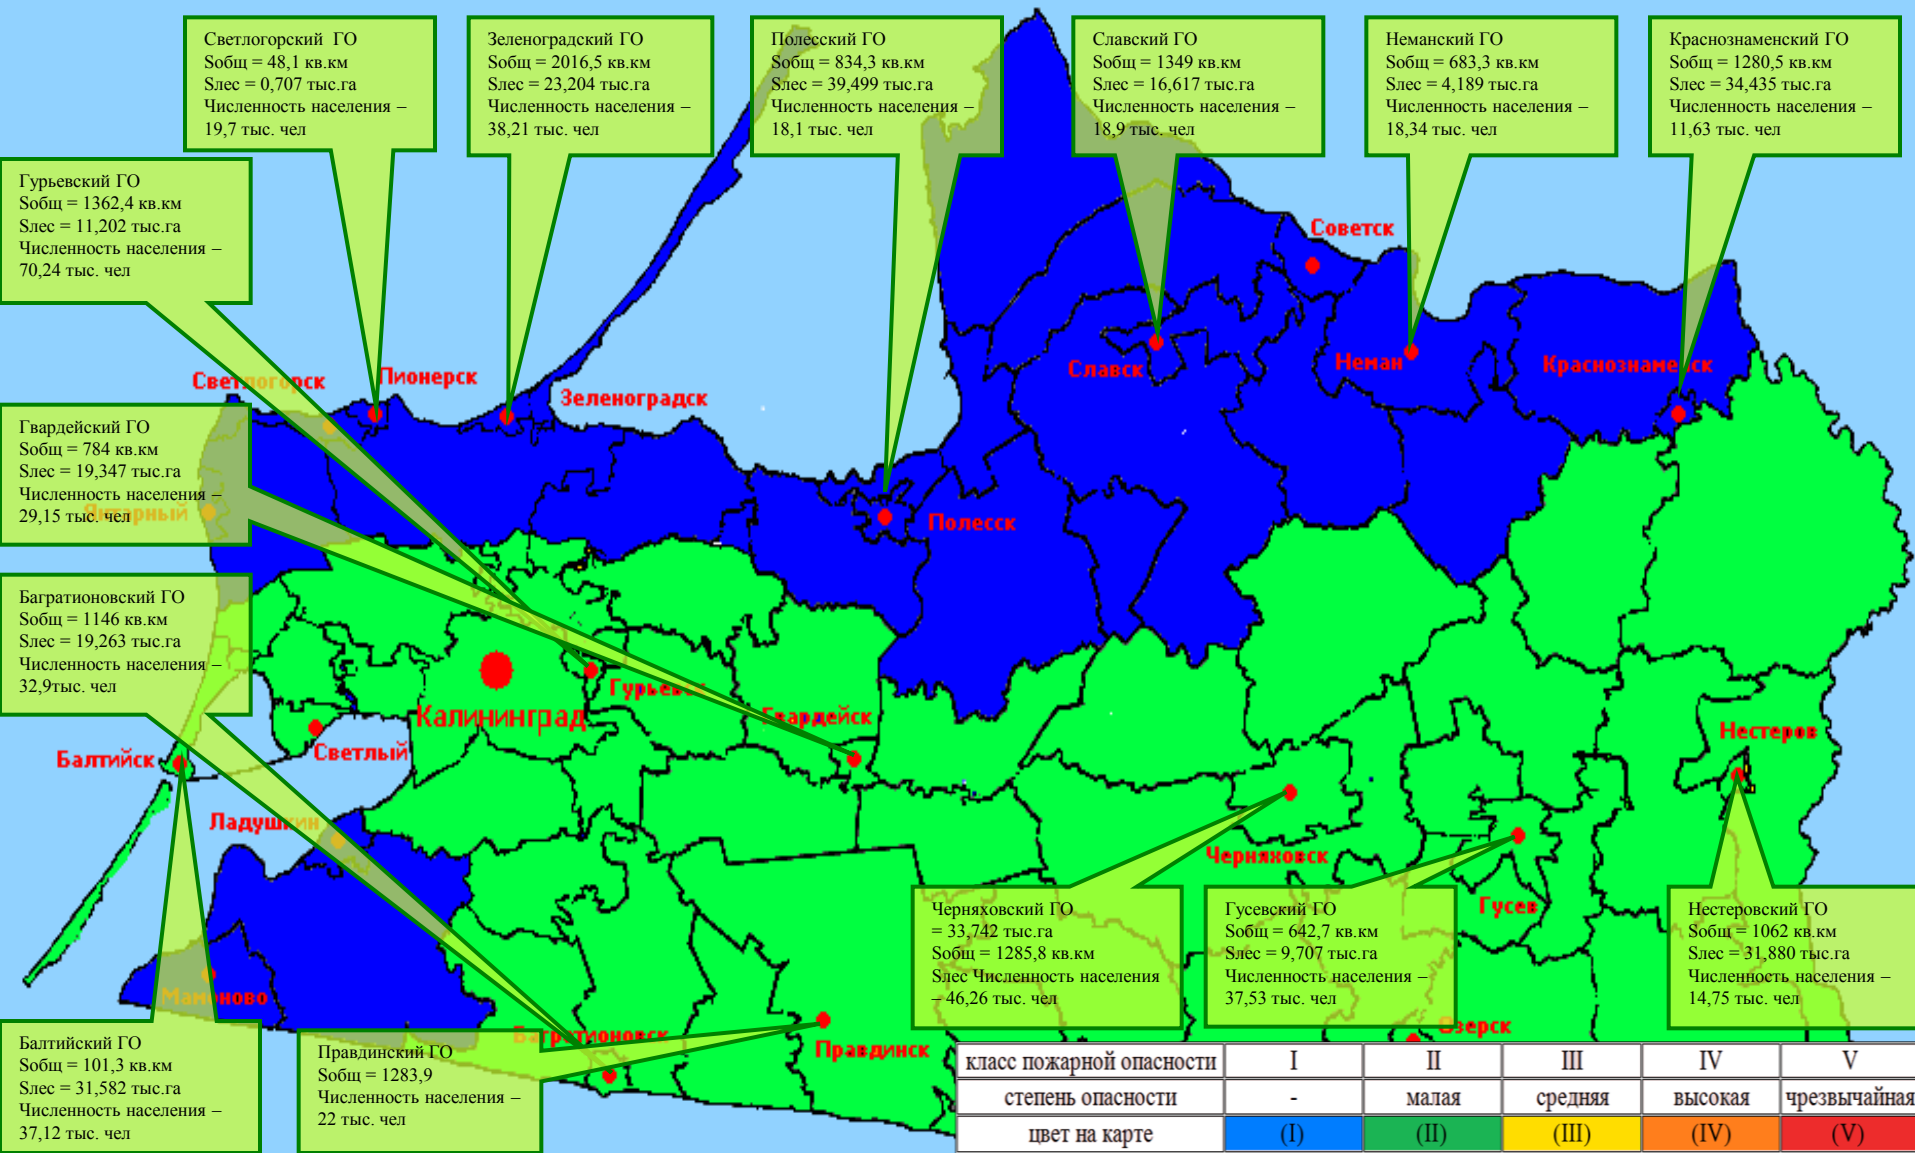 Светлогорский ГО
Sобщ = 48,1 кв.км
Sлес = 0,707 тыс.га
Численность населения –
19,7 тыс. чел
Зеленоградский ГО
Sобщ = 2016,5 кв.км
Sлес = 23,204 тыс.га
Численность населения –
38,21 тыс. чел
Полесский ГО
Sобщ = 834,3 кв.км
Sлес = 39,499 тыс.га
Численность населения –
18,1 тыс. чел
Славский ГО
Sобщ = 1349 кв.км
Sлес = 16,617 тыс.га
Численность населения –
18,9 тыс. чел
Неманский ГО
Sобщ = 683,3 кв.км
Sлес = 4,189 тыс.га
Численность населения –
18,34 тыс. чел
Краснознаменский ГО
Sобщ = 1280,5 кв.км
Sлес = 34,435 тыс.га
Численность населения –
11,63 тыс. чел
Гурьевский ГО
Sобщ = 1362,4 кв.км
Sлес = 11,202 тыс.га
Численность населения –
70,24 тыс. чел
Советск
Славск
Неман
Краснознаменск
Светлогорск
Пионерск
Зеленоградск
Гвардейский ГО
Sобщ = 784 кв.км
Sлес = 19,347 тыс.га
Численность населения –
29,15 тыс. чел
Янтарный
Полесск
Багратионовский ГО
Sобщ = 1146 кв.км
Sлес = 19,263 тыс.га
Численность населения –
32,9тыс. чел
Гурьевск
Калининград
Гвардейск
Нестеров
Балтийск
Светлый
Ладушкин
Черняховск
Гусев
Черняховский ГО
= 33,742 тыс.га
Sобщ = 1285,8 кв.км
Sлес Численность населения
– 46,26 тыс. чел
Гусевский ГО
Sобщ = 642,7 кв.км
Sлес = 9,707 тыс.га
Численность населения –
37,53 тыс. чел
Нестеровский ГО
Sобщ = 1062 кв.км
Sлес = 31,880 тыс.га
Численность населения –
14,75 тыс. чел
Мамоново
Багратионовск
Правдинск
Озерск
Балтийский ГО
Sобщ = 101,3 кв.км
Sлес = 31,582 тыс.га
Численность населения –
37,12 тыс. чел
Правдинский ГО
Sобщ = 1283,9
Численность населения –
22 тыс. чел
класс пожарной опасности I II III IV V
степень опасности - малая средняя высокая чрезвычайная
цвет на карте (I) (II) (III) (IV) (V)